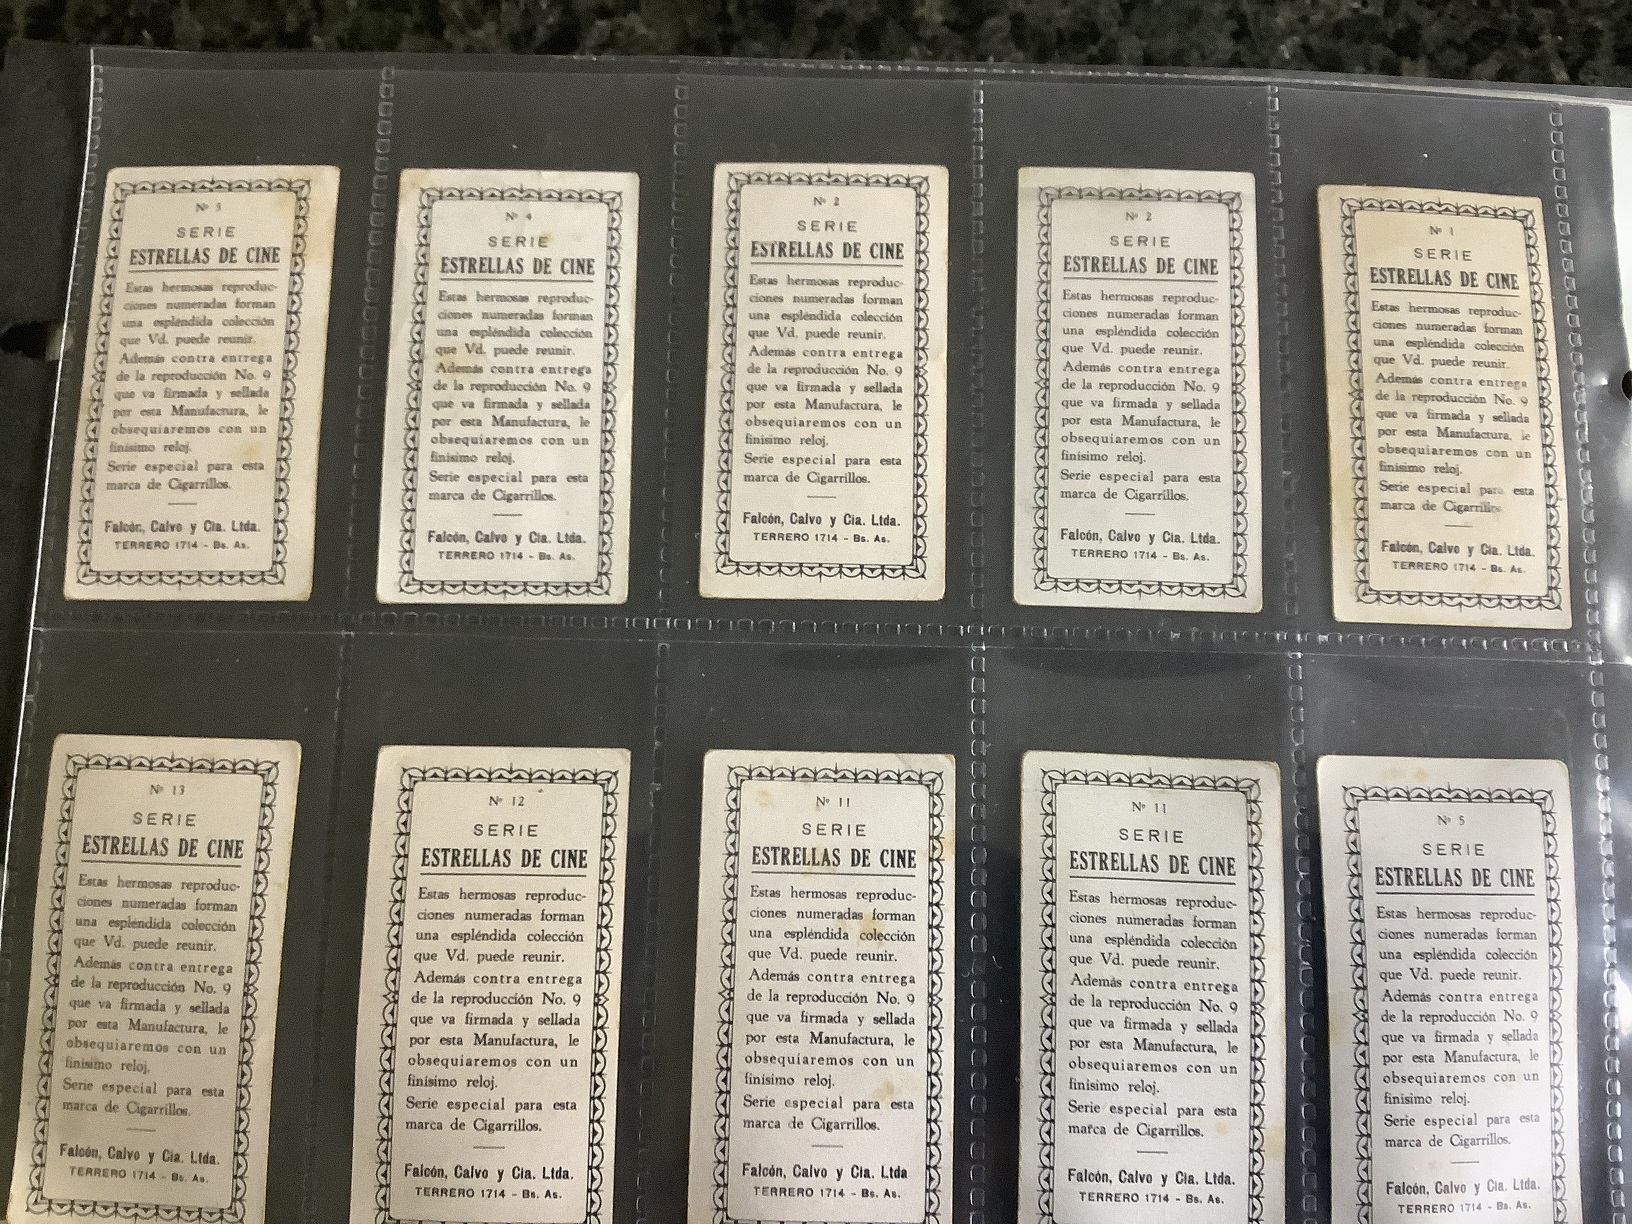 Nº 5
SERIE
ESTRELLAS DE CINE
Estas hermosas reproduc-
ciones numeradas forman
una espléndida colección
que Vd. puede reunir.
Además contra entrega
de la reproducción No. 9
que va firmada y sellada
por esta Manufactura, le
obsequiaremos con un
finísimo reloj.
Serie especial para esta
marca de Cigarrillos.
Falcón, Calvo y Cia. Ltda.
TERRERO 1714 - Bs. As.
Nº 4
SERIE
ESTRELLAS DE CINE
Estas hermosas reproduc-
ciones numeradas forman
una espléndida colección
que Vd. puede reunir.
Además contra entrega
de la reproducción No. 9
que va firmada y sellada
por esta Manufactura, le
obsequiaremos con un
finísimo reloj.
Serie especial para esta
marca de Cigarrillos.
Falcón, Calvo y Cia. Ltda.
TERRERO 1714 - Bs. As.
Nº 2
SERIE
ESTRELLAS DE CINE
Estas hermosas reproduc-
ciones numeradas forman
una espléndida colección
que Vd. puede reunir.
Además contra entrega
de la reproducción No. 9
que va firmada y sellada
por esta Manufactura, le
obsequiaremos con un
finísimo reloj.
Serie especial para esta
marca de Cigarrillos.
Falcón, Calvo y Cia. Ltda.
TERRERO 1714 - Bs. As.
Nº 2
SERIE
ESTRELLAS DE CINE
Estas hermosas reproduc-
ciones numeradas forman
una espléndida colección
que Vd. puede reunir.
Además contra entrega
de la reproducción No. 9
que va firmada y sellada
por esta Manufactura, le
obsequiaremos con un
finísimo reloj.
Serie especial para esta
marca de Cigarrillos.
Falcón, Calvo y Cia. Ltda.
TERRERO 1714 - Bs. As.
Nº 1
SERIE
ESTRELLAS DE CINE
Estas hermosas reproduc-
ciones numeradas forman
una espléndida colección
que Vd. puede reunir.
Además contra entrega
de la reproducción No. 9
que va firmada y sellada
por esta Manufactura, le
obsequiaremos con un
finísimo reloj.
Serie especial para esta
marca de Cigarrillos
Falcón, Calvo y Cia. Ltda.
TERRERO 1714 - Bs. As.
Nº 13
SERIE
ESTRELLAS DE CINE
Estas hermosas reproduc-
ciones numeradas forman
una espléndida colección
que Vd. puede reunir.
Además contra entrega
de la reproducción No. 9
que va firmada y sellada
por esta Manufactura, le
obsequiaremos con un
finísimo reloj.
Serie especial para esta
marca de Cigarrillos.
Falcón, Calvo y Cia. Ltda.
TERRERO 1714 - Bs. As.
Nº 12
SERIE
ESTRELLAS DE CINE
Estas hermosas reproduc-
ciones numeradas forman
una espléndida colección
que Vd. puede reunir.
Además contra entrega
de la reproducción No. 9
que va firmada y sellada
por esta Manufactura, le
obsequiaremos con un
finísimo reloj.
Serie especial para esta
marca de Cigarrillos.
Falcón, Calvo y Cia. Ltda.
TERRERO 1714 - Bs. As.
Nº 11
SERIE
ESTRELLAS DE CINE
Estas hermosas reproduc-
ciones numeradas forman
una espléndida colección
que Vd. puede reunir.
Además contra entrega
de la reproducción No. 9
que va firmada y sellada
por esta Manufactura, le
obsequiaremos con un
finísimo reloj.
Serie especial para esta
marca de Cigarrillos.
Falcón, Calvo y Cia. Ltda
TERRERO 1714 - Bs. As.
Nº 11
SERIE
ESTRELLAS DE CINE
Estas hermosas reproduc-
ciones numeradas forman
una espléndida colección
que Vd. puede reunir.
Además contra entrega
de la reproducción No. 9
que va firmada y sellada
por esta Manufactura, le
obsequiaremos con un
finísimo reloj.
Serie especial para esta
marca de Cigarrillos.
Falcón, Calvo y Cia. Ltda.
TERRERO 1714 - Bs. As.
Nº 5
SERIE
ESTRELLAS DE CINE
Estas hermosas reproduc-
ciones numeradas forman
una espléndida colección
que Vd. puede reunir.
Además contra entrega
de la reproducción No. 9
que va firmada y sellada
por esta Manufactura, le
obsequiaremos con un
finísimo reloj.
Serie especial para esta
marca de Cigarrillos.
Falcón, Calvo y Cia. Ltda.
TERRERO 1714 - Bs. As.